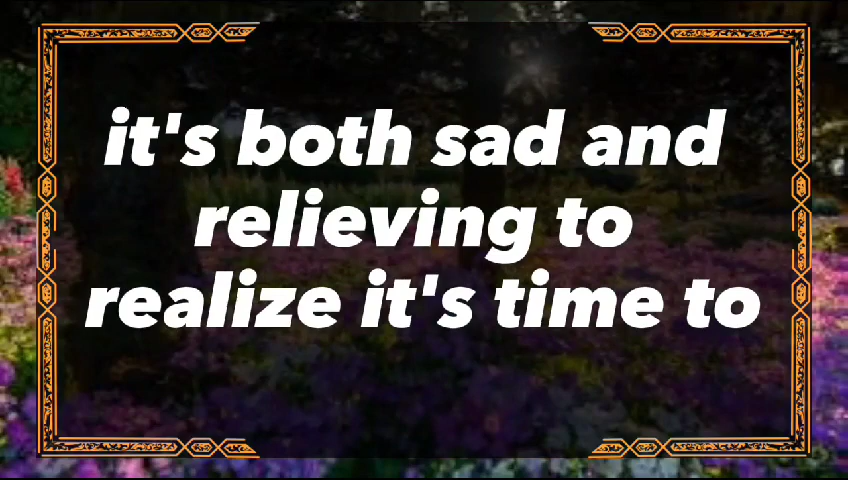 it's both sad and
relieving to
realize it's time to